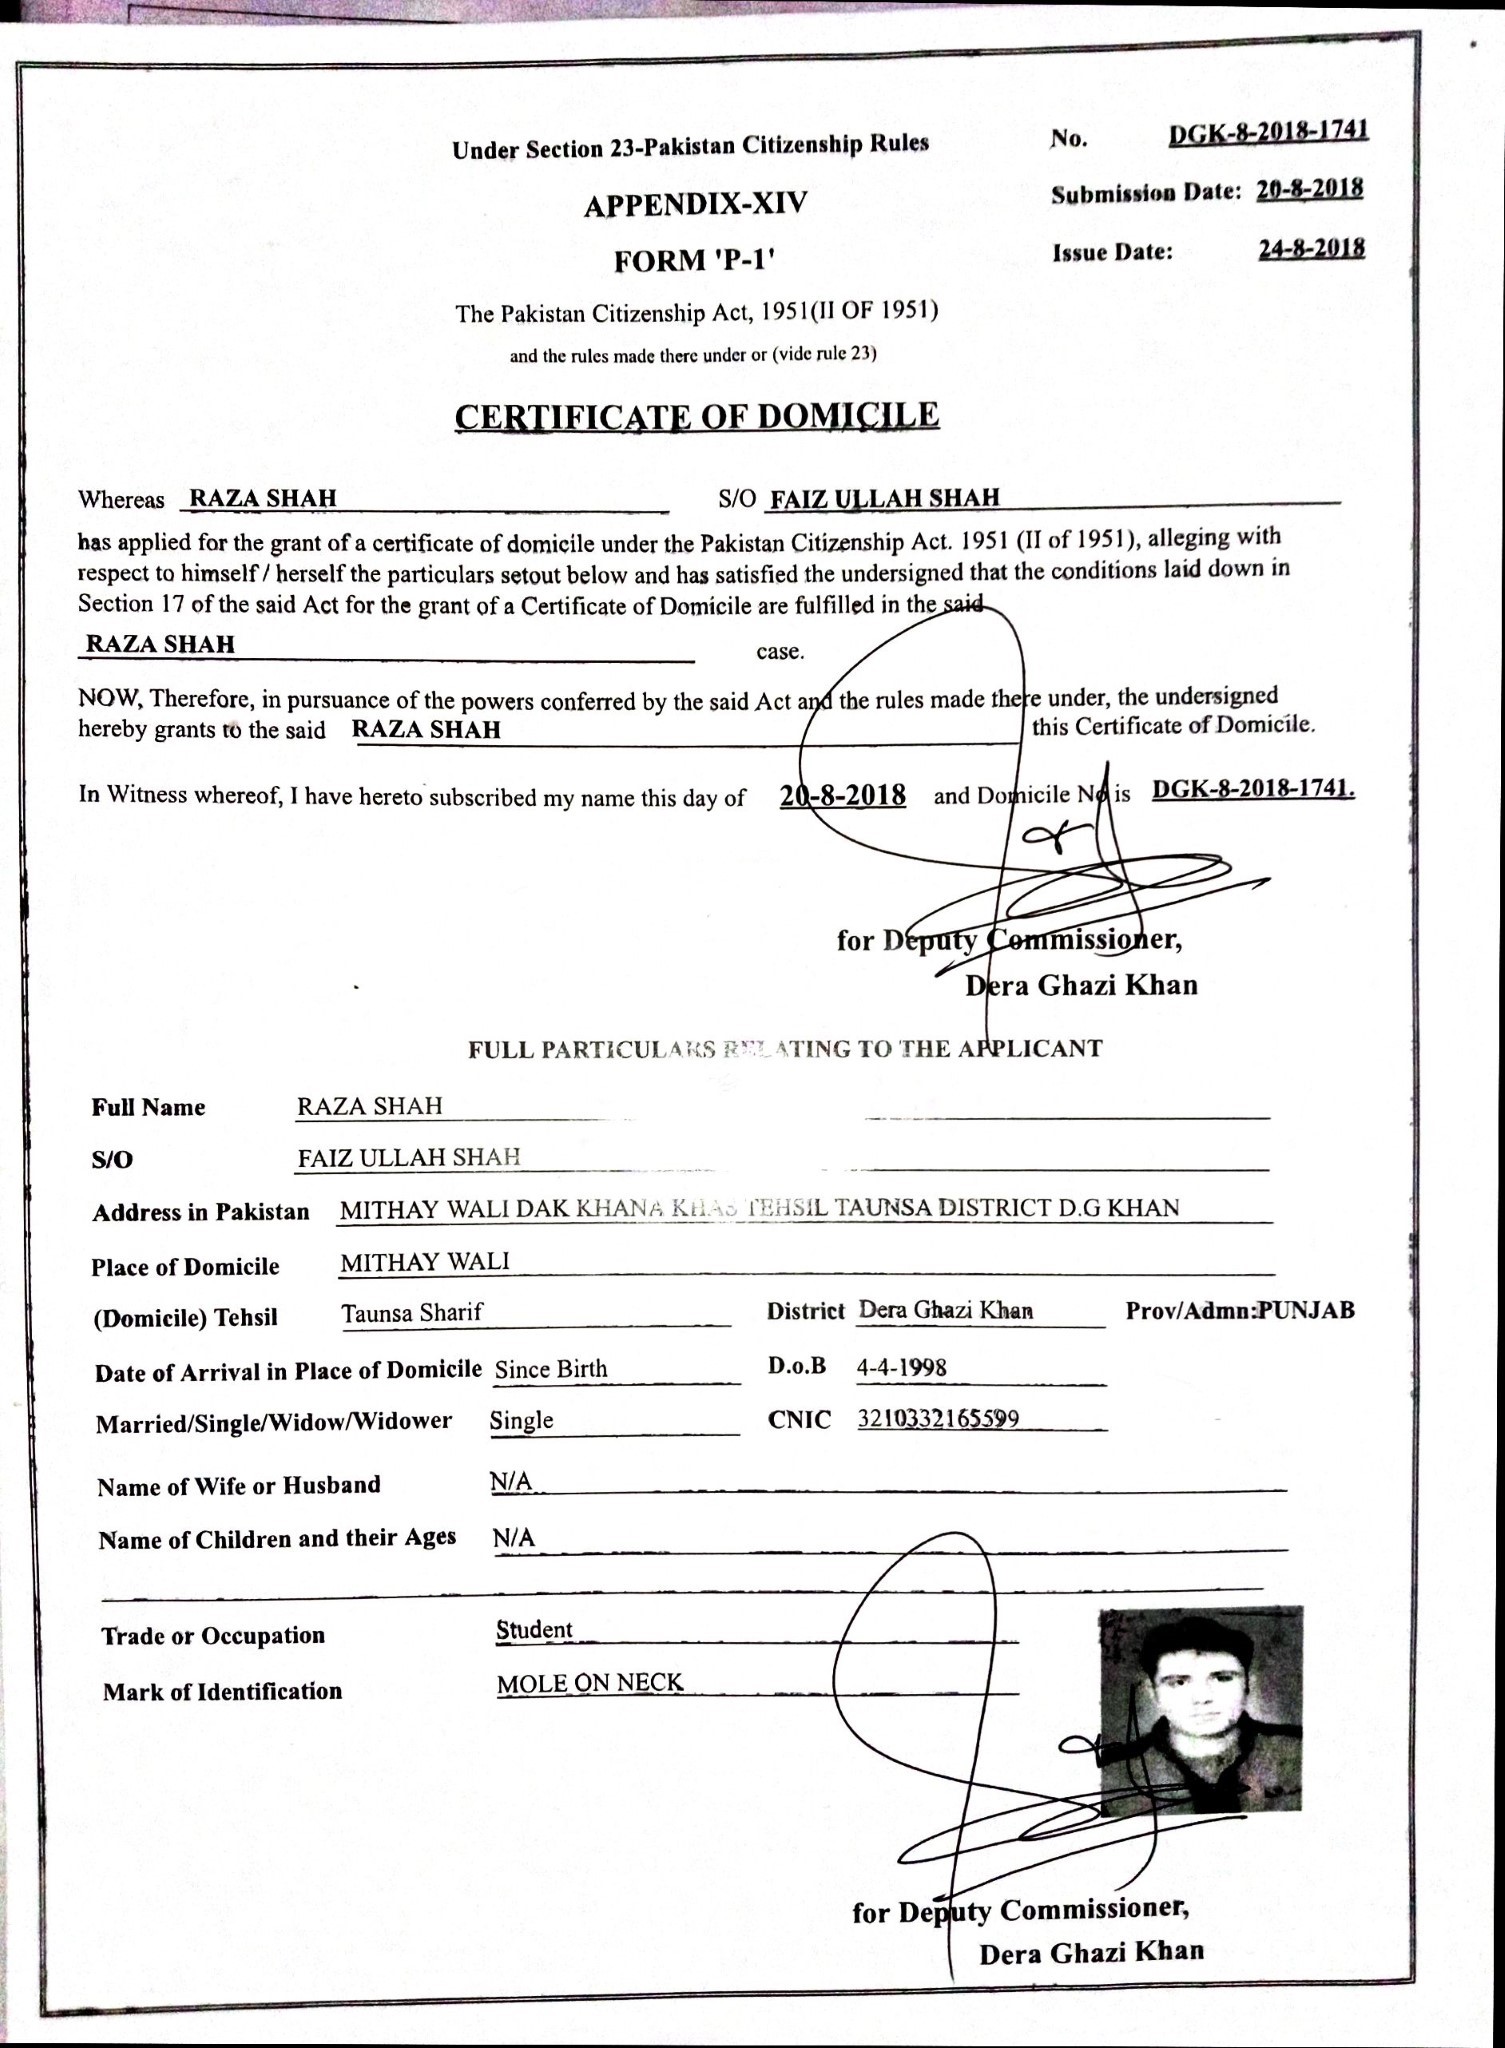 Under Section 23-Pakistan Citizenship Rules
No. DGK-8-2018-1741
APPENDIX-XIV
Submission Date: 20-8-2018
FORM 'P-1'
Issue Date: 24-8-2018
The Pakistan Citizenship Act, 1951(II OF 1951)
and the rules made there under or (vide rule 23)
CERTIFICATE OF DOMICILE
Whereas RAZA SHAH S/O FAIZ ULLAH SHAH
has applied for the grant of a certificate of domicile under the Pakistan Citizenship Act. 1951 (II of 1951), alleging with
respect to himself / herself the particulars setout below and has satisfied the undersigned that the conditions laid down in
Section 17 of the said Act for the grant of a Certificate of Domicile are fulfilled in the said
RAZA SHAH case.
NOW, Therefore, in pursuance of the powers conferred by the said Act and the rules made there under, the undersigned
hereby grants to the said RAZA SHAH this Certificate of Domicile.
In Witness whereof, I have hereto subscribed my name this day of 20-8-2018 and Domicile No is DGK-8-2018-1741.
for Deputy Commissioner,
Dera Ghazi Khan
FULL PARTICULARS RELATING TO THE APPLICANT
Full Name RAZA SHAH
S/O FAIZ ULLAH SHAH
Address in Pakistan MITHAY WALI DAK KHANA KHAS TEHSIL TAUNSA DISTRICT D.G KHAN
Place of Domicile MITHAY WALI
(Domicile) Tehsil Taunsa Sharif District Dera Ghazi Khan Prov/Admn:PUNJAB
Date of Arrival in Place of Domicile Since Birth D.o.B 4-4-1998
Married/Single/Widow/Widower Single CNIC 3210332165599
Name of Wife or Husband N/A
Name of Children and their Ages N/A
Trade or Occupation Student
Mark of Identification MOLE ON NECK
for Deputy Commissioner,
Dera Ghazi Khan